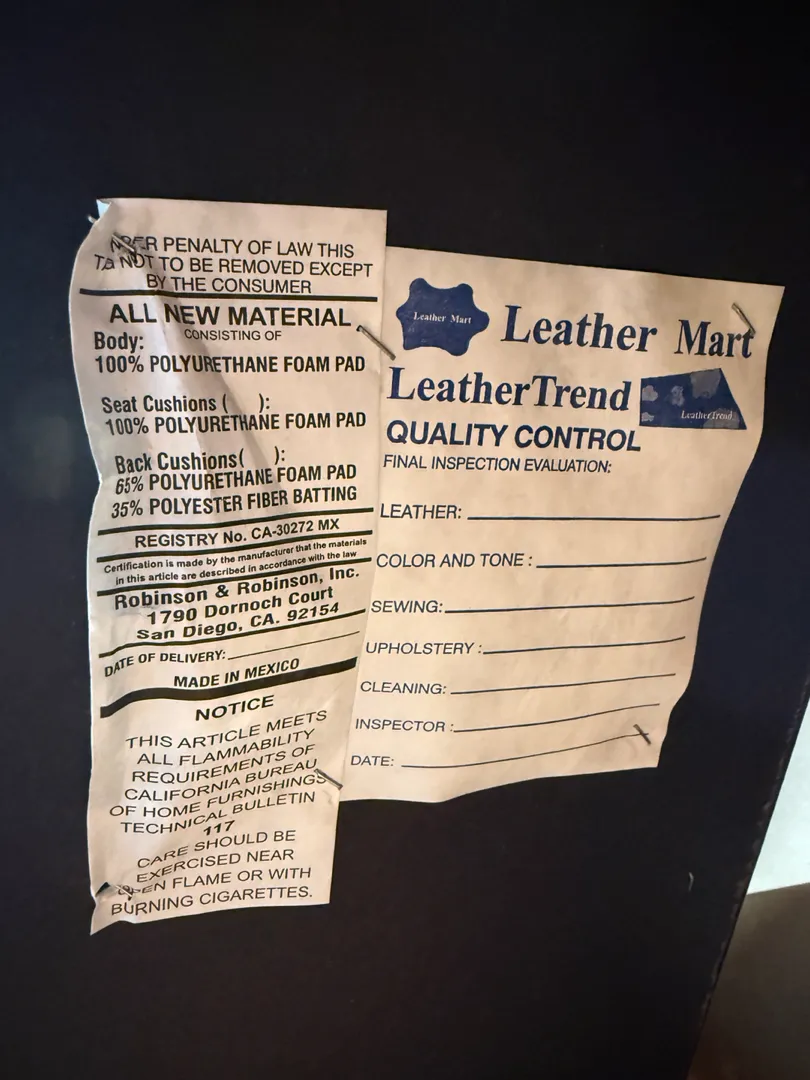 PENALTY OF LAW THIS
NOT TO BE REMOVED EXCEPT
BY THE CONSUMER
ALL NEW MATERIAL
CONSISTING OF
Body:
100% POLYURETHANE FOAM PAD
Seat Cushions ( ):
100% POLYURETHANE FOAM PAD
Back Cushions( ):
65% POLYURETHANE FOAM PAD
35% POLYESTER FIBER BATTING
REGISTRY No. CA-30272 MX
Certification is made by the manufacturer that the materials
in this article are described in accordance with the law
Robinson & Robinson, Inc.
1790 Dornoch Court
San Diego, CA. 92154
DATE OF DELIVERY:
MADE IN MEXICO
NOTICE
THIS ARTICLE MEETS
ALL FLAMMABILITY
REQUIREMENTS OF
CALIFORNIA BUREAU
OF HOME FURNISHINGS
TECHNICAL BULLETIN
117
CARE SHOULD BE
EXERCISED NEAR
FLAME OR WITH
BURNING CIGARETTES.
Leather Mart
Leather Mart
LeatherTrend
LeatherTrend
QUALITY CONTROL
FINAL INSPECTION EVALUATION:
LEATHER:
COLOR AND TONE :
SEWING:
UPHOLSTERY :
CLEANING:
INSPECTOR :
DATE: